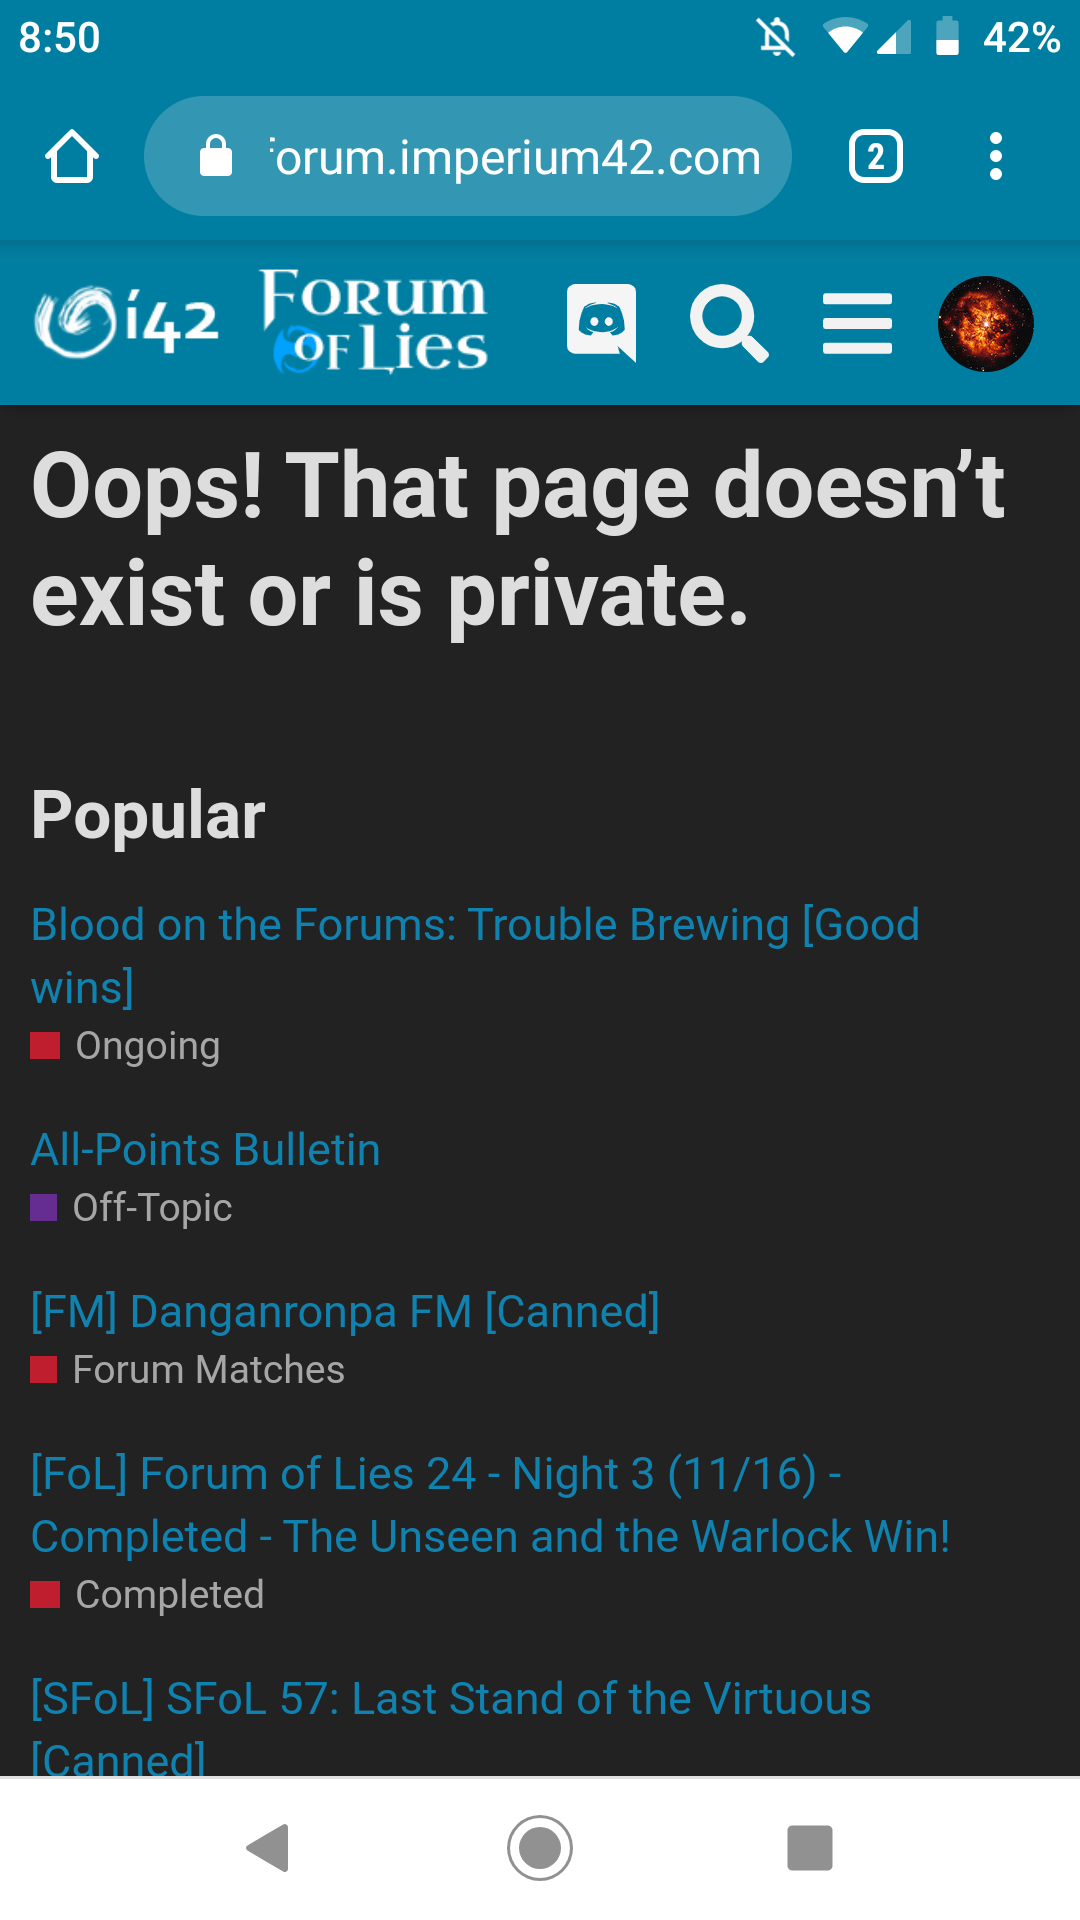 8:50
42%
forum.imperium42.com
2
i42
Forum
of Lies
Oops! That page doesn’t
exist or is private.
Popular
Blood on the Forums: Trouble Brewing [Good
wins]
Ongoing
All-Points Bulletin
Off-Topic
[FM] Danganronpa FM [Canned]
Forum Matches
[FoL] Forum of Lies 24 - Night 3 (11/16) -
Completed - The Unseen and the Warlock Win!
Completed
[SFoL] SFoL 57: Last Stand of the Virtuous
[Canned]